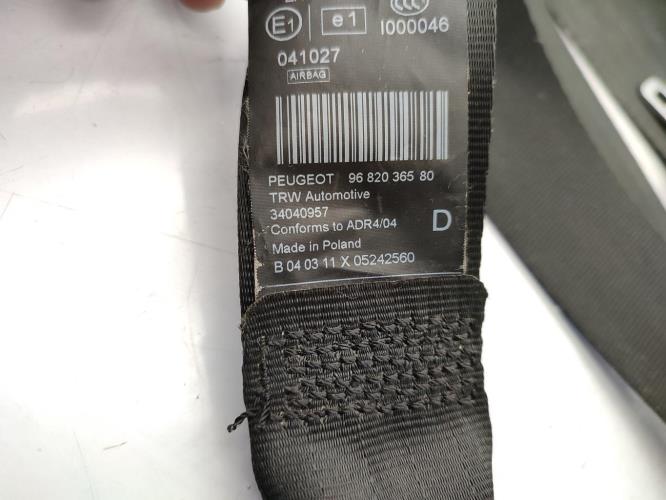 E1 e1 CCC I000046
041027
AIRBAG
PEUGEOT 96 820 365 80
TRW Automotive
34040957
Conforms to ADR4/04 D
Made in Poland
B 04 03 11 X 05242560